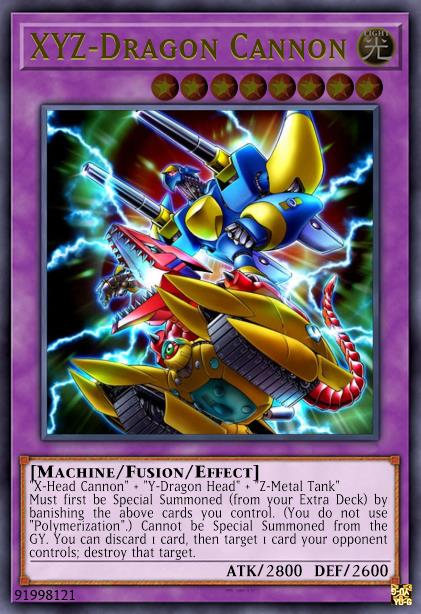 XYZ-Dragon Cannon
LIGHT
光
[Machine/Fusion/Effect]
"X-Head Cannon" + "Y-Dragon Head" + "Z-Metal Tank"
Must first be Special Summoned (from your Extra Deck) by
banishing the above cards you control. (You do not use
"Polymerization".) Cannot be Special Summoned from the
GY. You can discard 1 card, then target 1 card your opponent
controls; destroy that target.
ATK/2800 DEF/2600
91998121